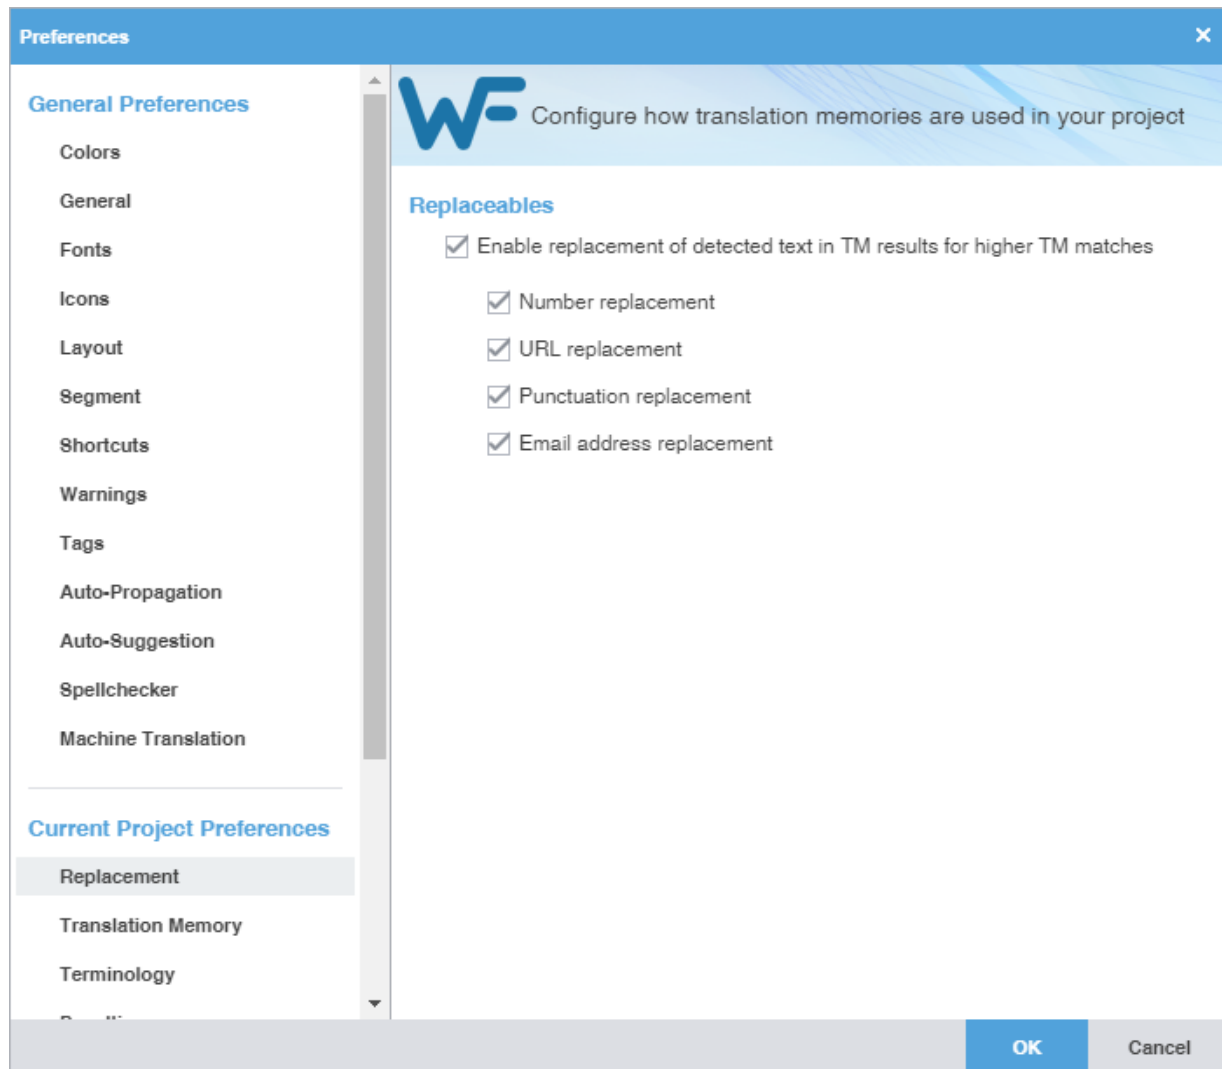 Preferences
General Preferences
Colors
General
Fonts
Icons
Layout
Segment
Shortcuts
Warnings
Tags
Auto-Propagation
Auto-Suggestion
Spellchecker
Machine Translation
Current Project Preferences
Replacement
Translation Memory
Terminology
WF Configure how translation memories are used in your project
Replaceables
Enable replacement of detected text in TM results for higher TM matches
Number replacement
URL replacement
Punctuation replacement
Email address replacement
OK
Cancel